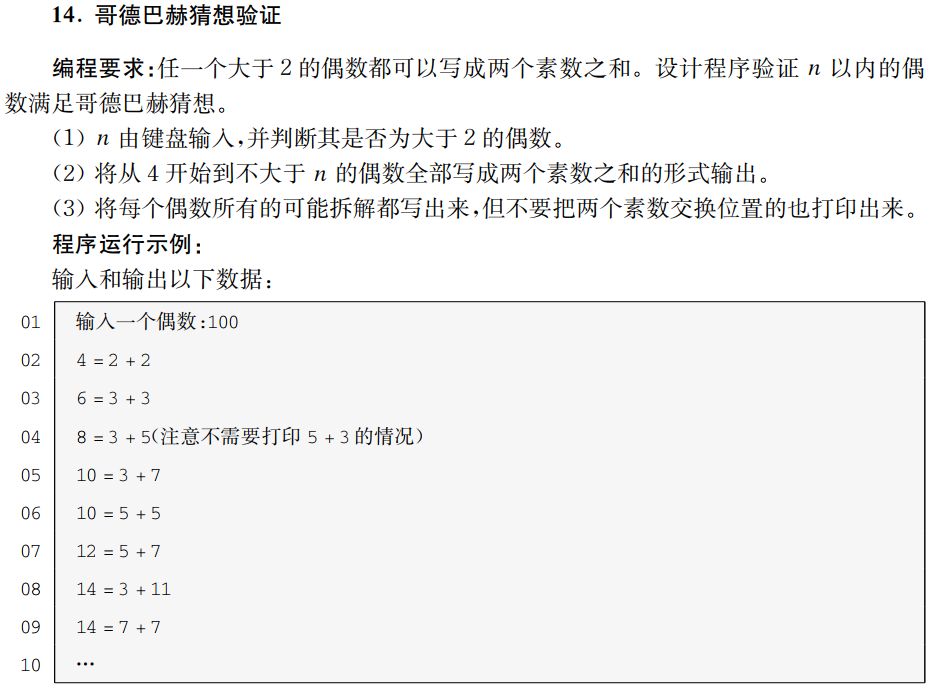 14. 哥德巴赫猜想验证
编程要求:任一个大于 2 的偶数都可以写成两个素数之和。设计程序验证 n 以内的偶
数满足哥德巴赫猜想。
(1) n 由键盘输入,并判断其是否为大于 2 的偶数。
(2) 将从 4 开始到不大于 n 的偶数全部写成两个素数之和的形式输出。
(3) 将每个偶数所有的可能拆解都写出来,但不要把两个素数交换位置的也打印出来。
程序运行示例:
输入和输出以下数据:
01 输入一个偶数:100
02 4 = 2 + 2
03 6 = 3 + 3
04 8 = 3 + 5(注意不需要打印 5 + 3 的情况)
05 10 = 3 + 7
06 10 = 5 + 5
07 12 = 5 + 7
08 14 = 3 + 11
09 14 = 7 + 7
10 …